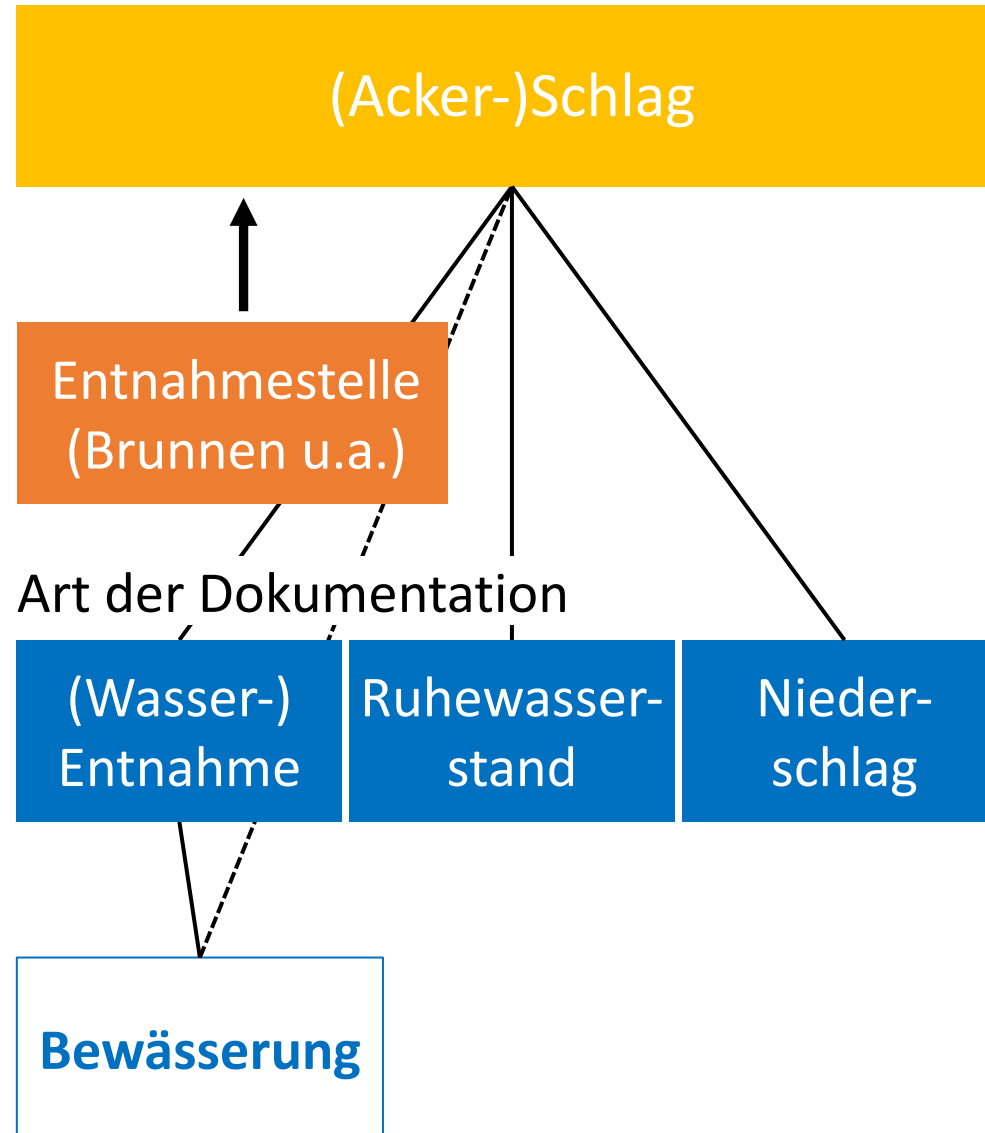 (Acker-)Schlag
Entnahmestelle
(Brunnen u.a.)
Art der Dokumentation
(Wasser-)
Entnahme
Ruhewasser-
stand
Nieder-
schlag
Bewässerung